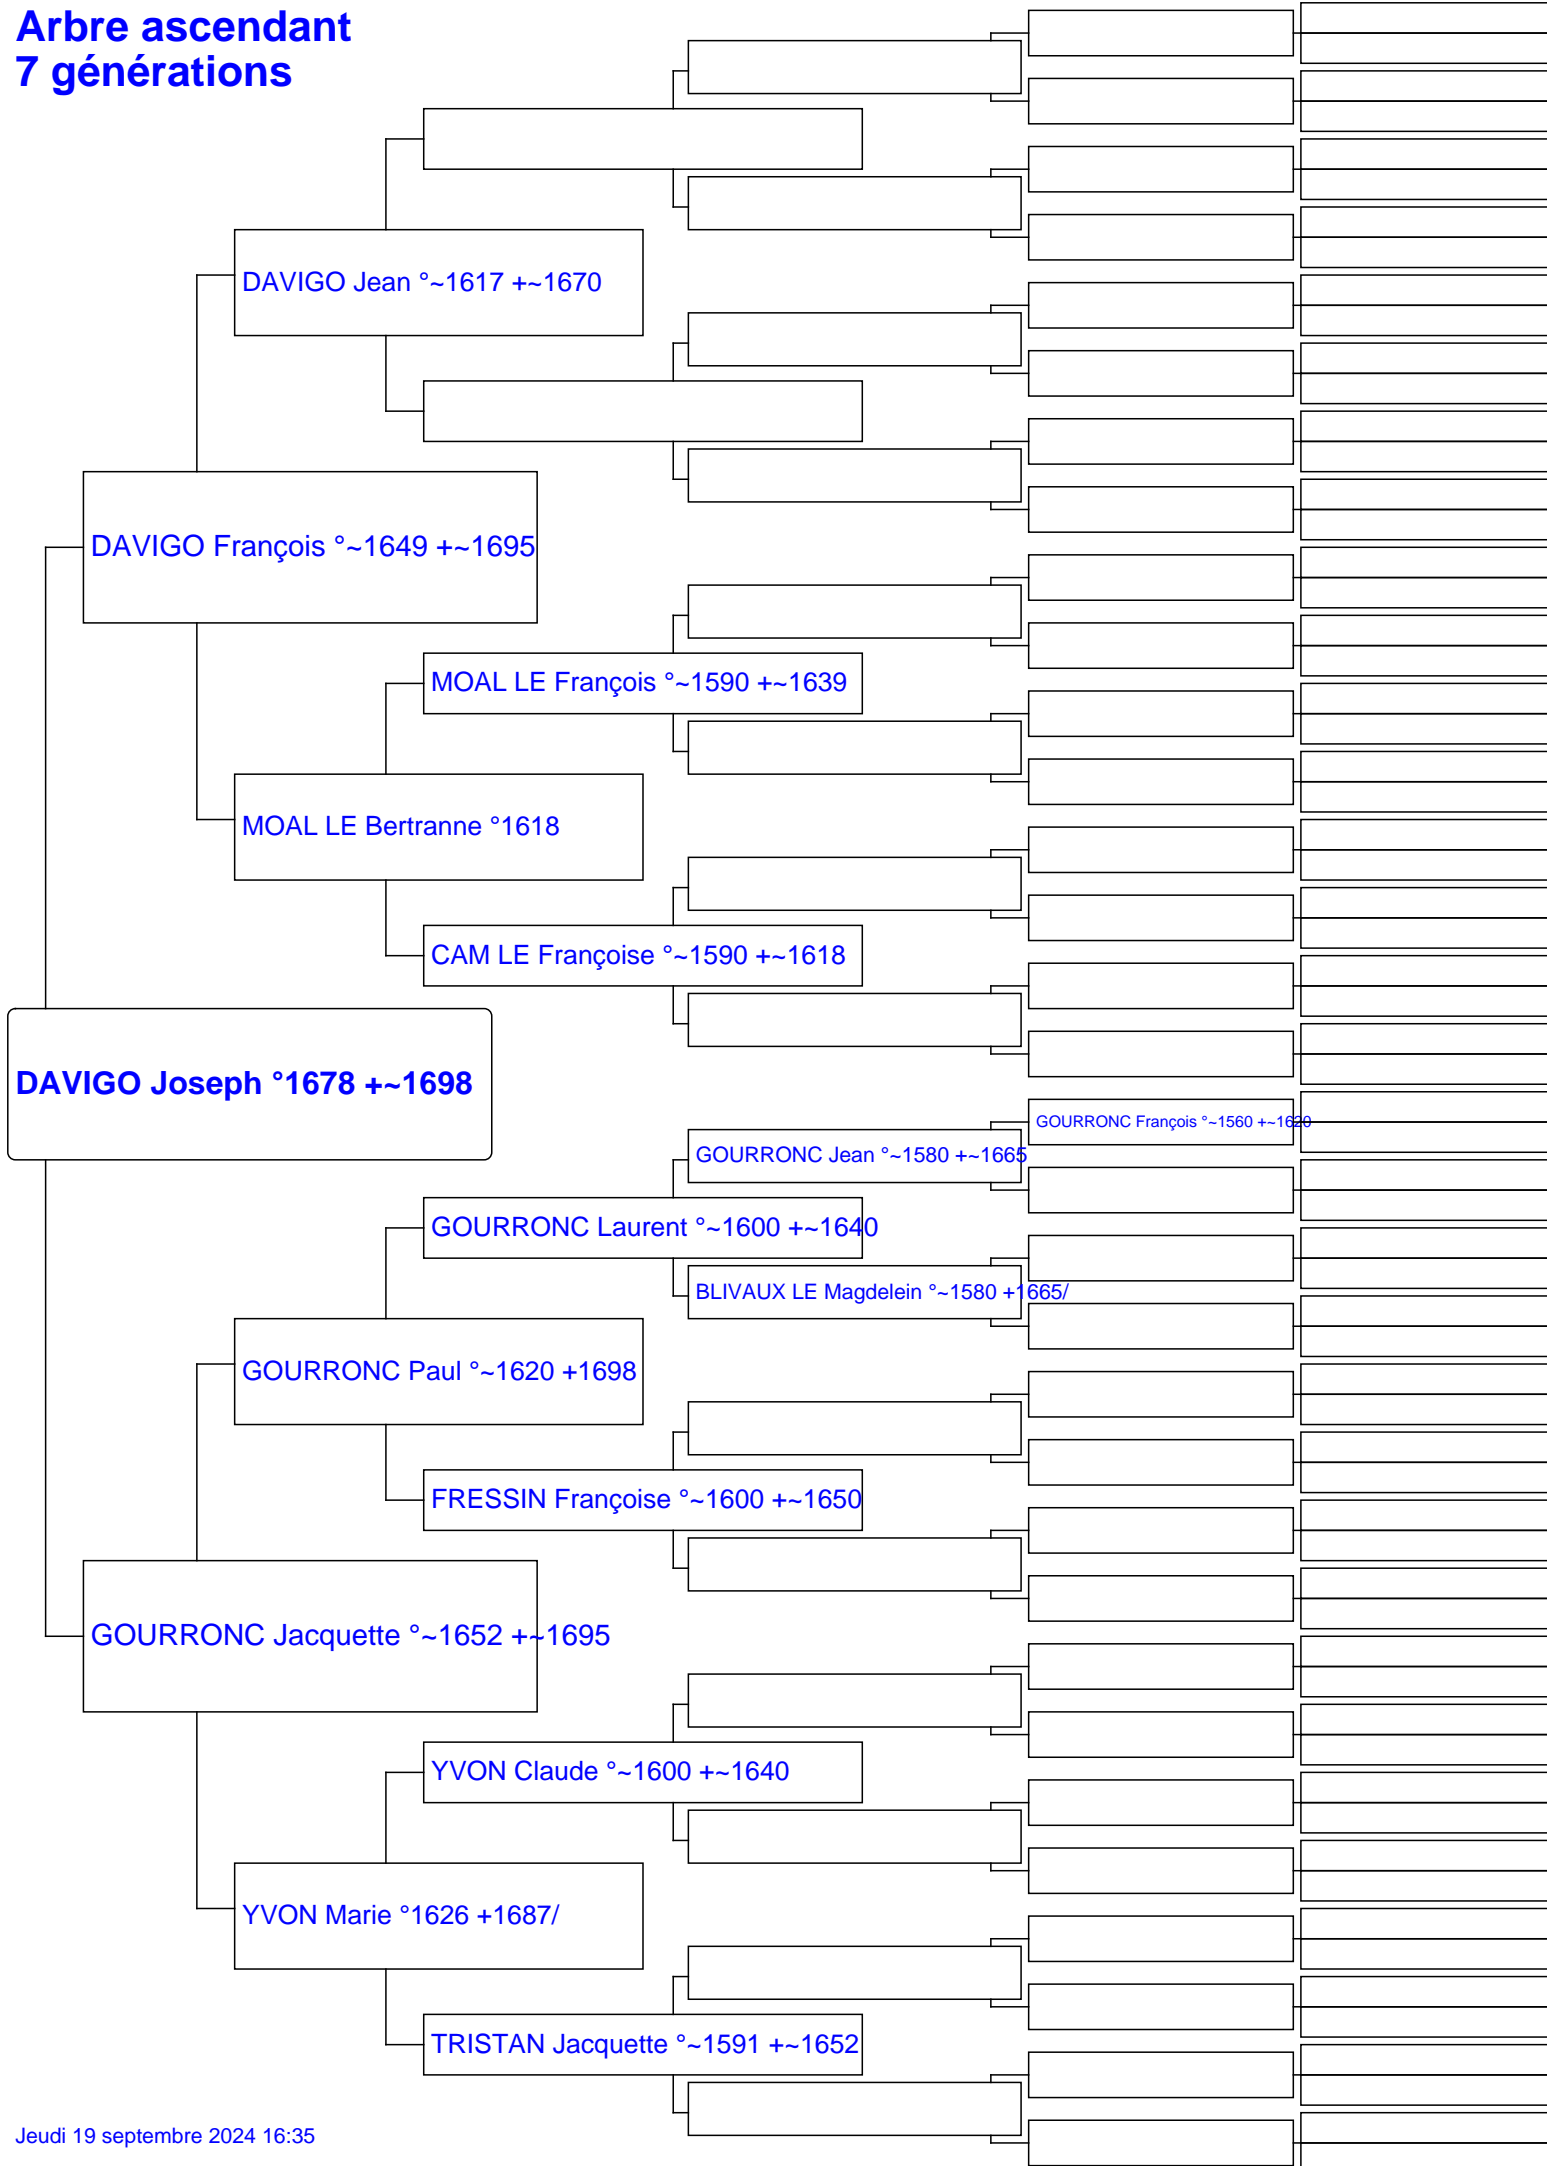 Arbre ascendant
7 générations
DAVIGO Jean °~1617 +~1670
DAVIGO François °~1649 +~1695
MOAL LE François °~1590 +~1639
MOAL LE Bertranne °1618
CAM LE Françoise °~1590 +~1618
DAVIGO Joseph °1678 +~1698
GOURRONC François °~1560 +~1620
GOURRONC Jean °~1580 +~1665
GOURRONC Laurent °~1600 +~1640
BLIVAUX LE Magdelein °~1580 +1665/
GOURRONC Paul °~1620 +1698
FRESSIN Françoise °~1600 +~1650
GOURRONC Jacquette °~1652 +~1695
YVON Claude °~1600 +~1640
YVON Marie °1626 +1687/
TRISTAN Jacquette °~1591 +~1652
Jeudi 19 septembre 2024 16:35